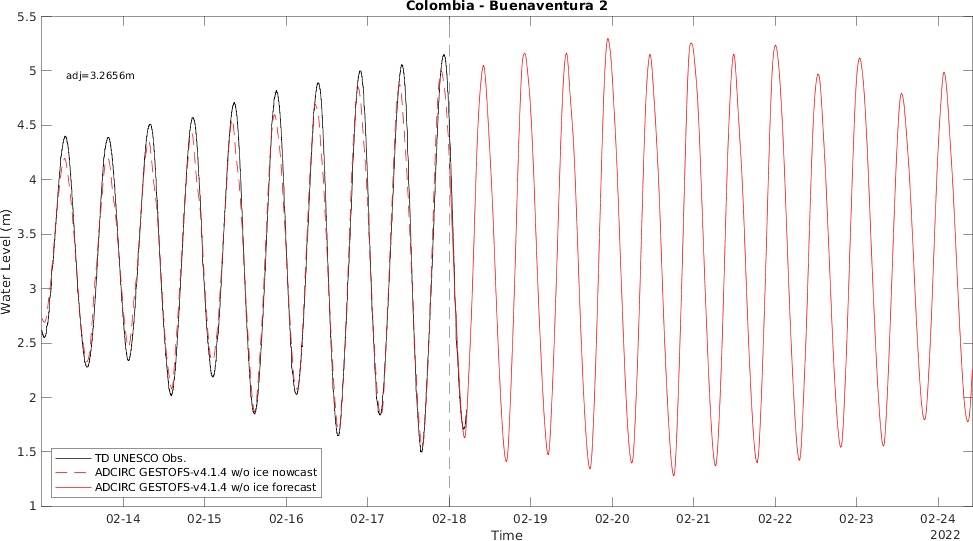 Colombia - Buenaventura 2
5.5
5
4.5
4
3.5
3
2.5
2
1.5
1
Water Level (m)
adj=3.2656m
TD UNESCO Obs.
ADCIRC GESTOFS-v4.1.4 w/o ice nowcast
ADCIRC GESTOFS-v4.1.4 w/o ice forecast
02-14 02-15 02-16 02-17 02-18 02-19 02-20 02-21 02-22 02-23 02-24
Time
2022